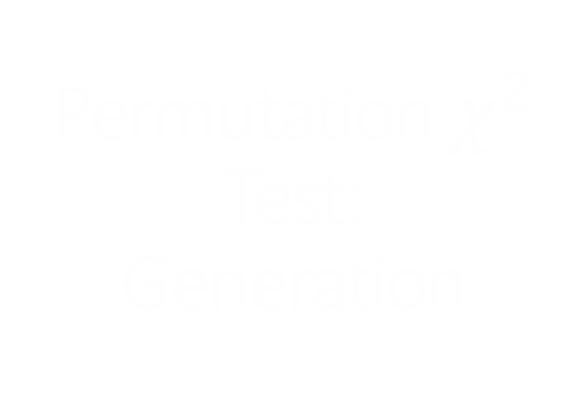 Permutation χ²
Test:
Generation